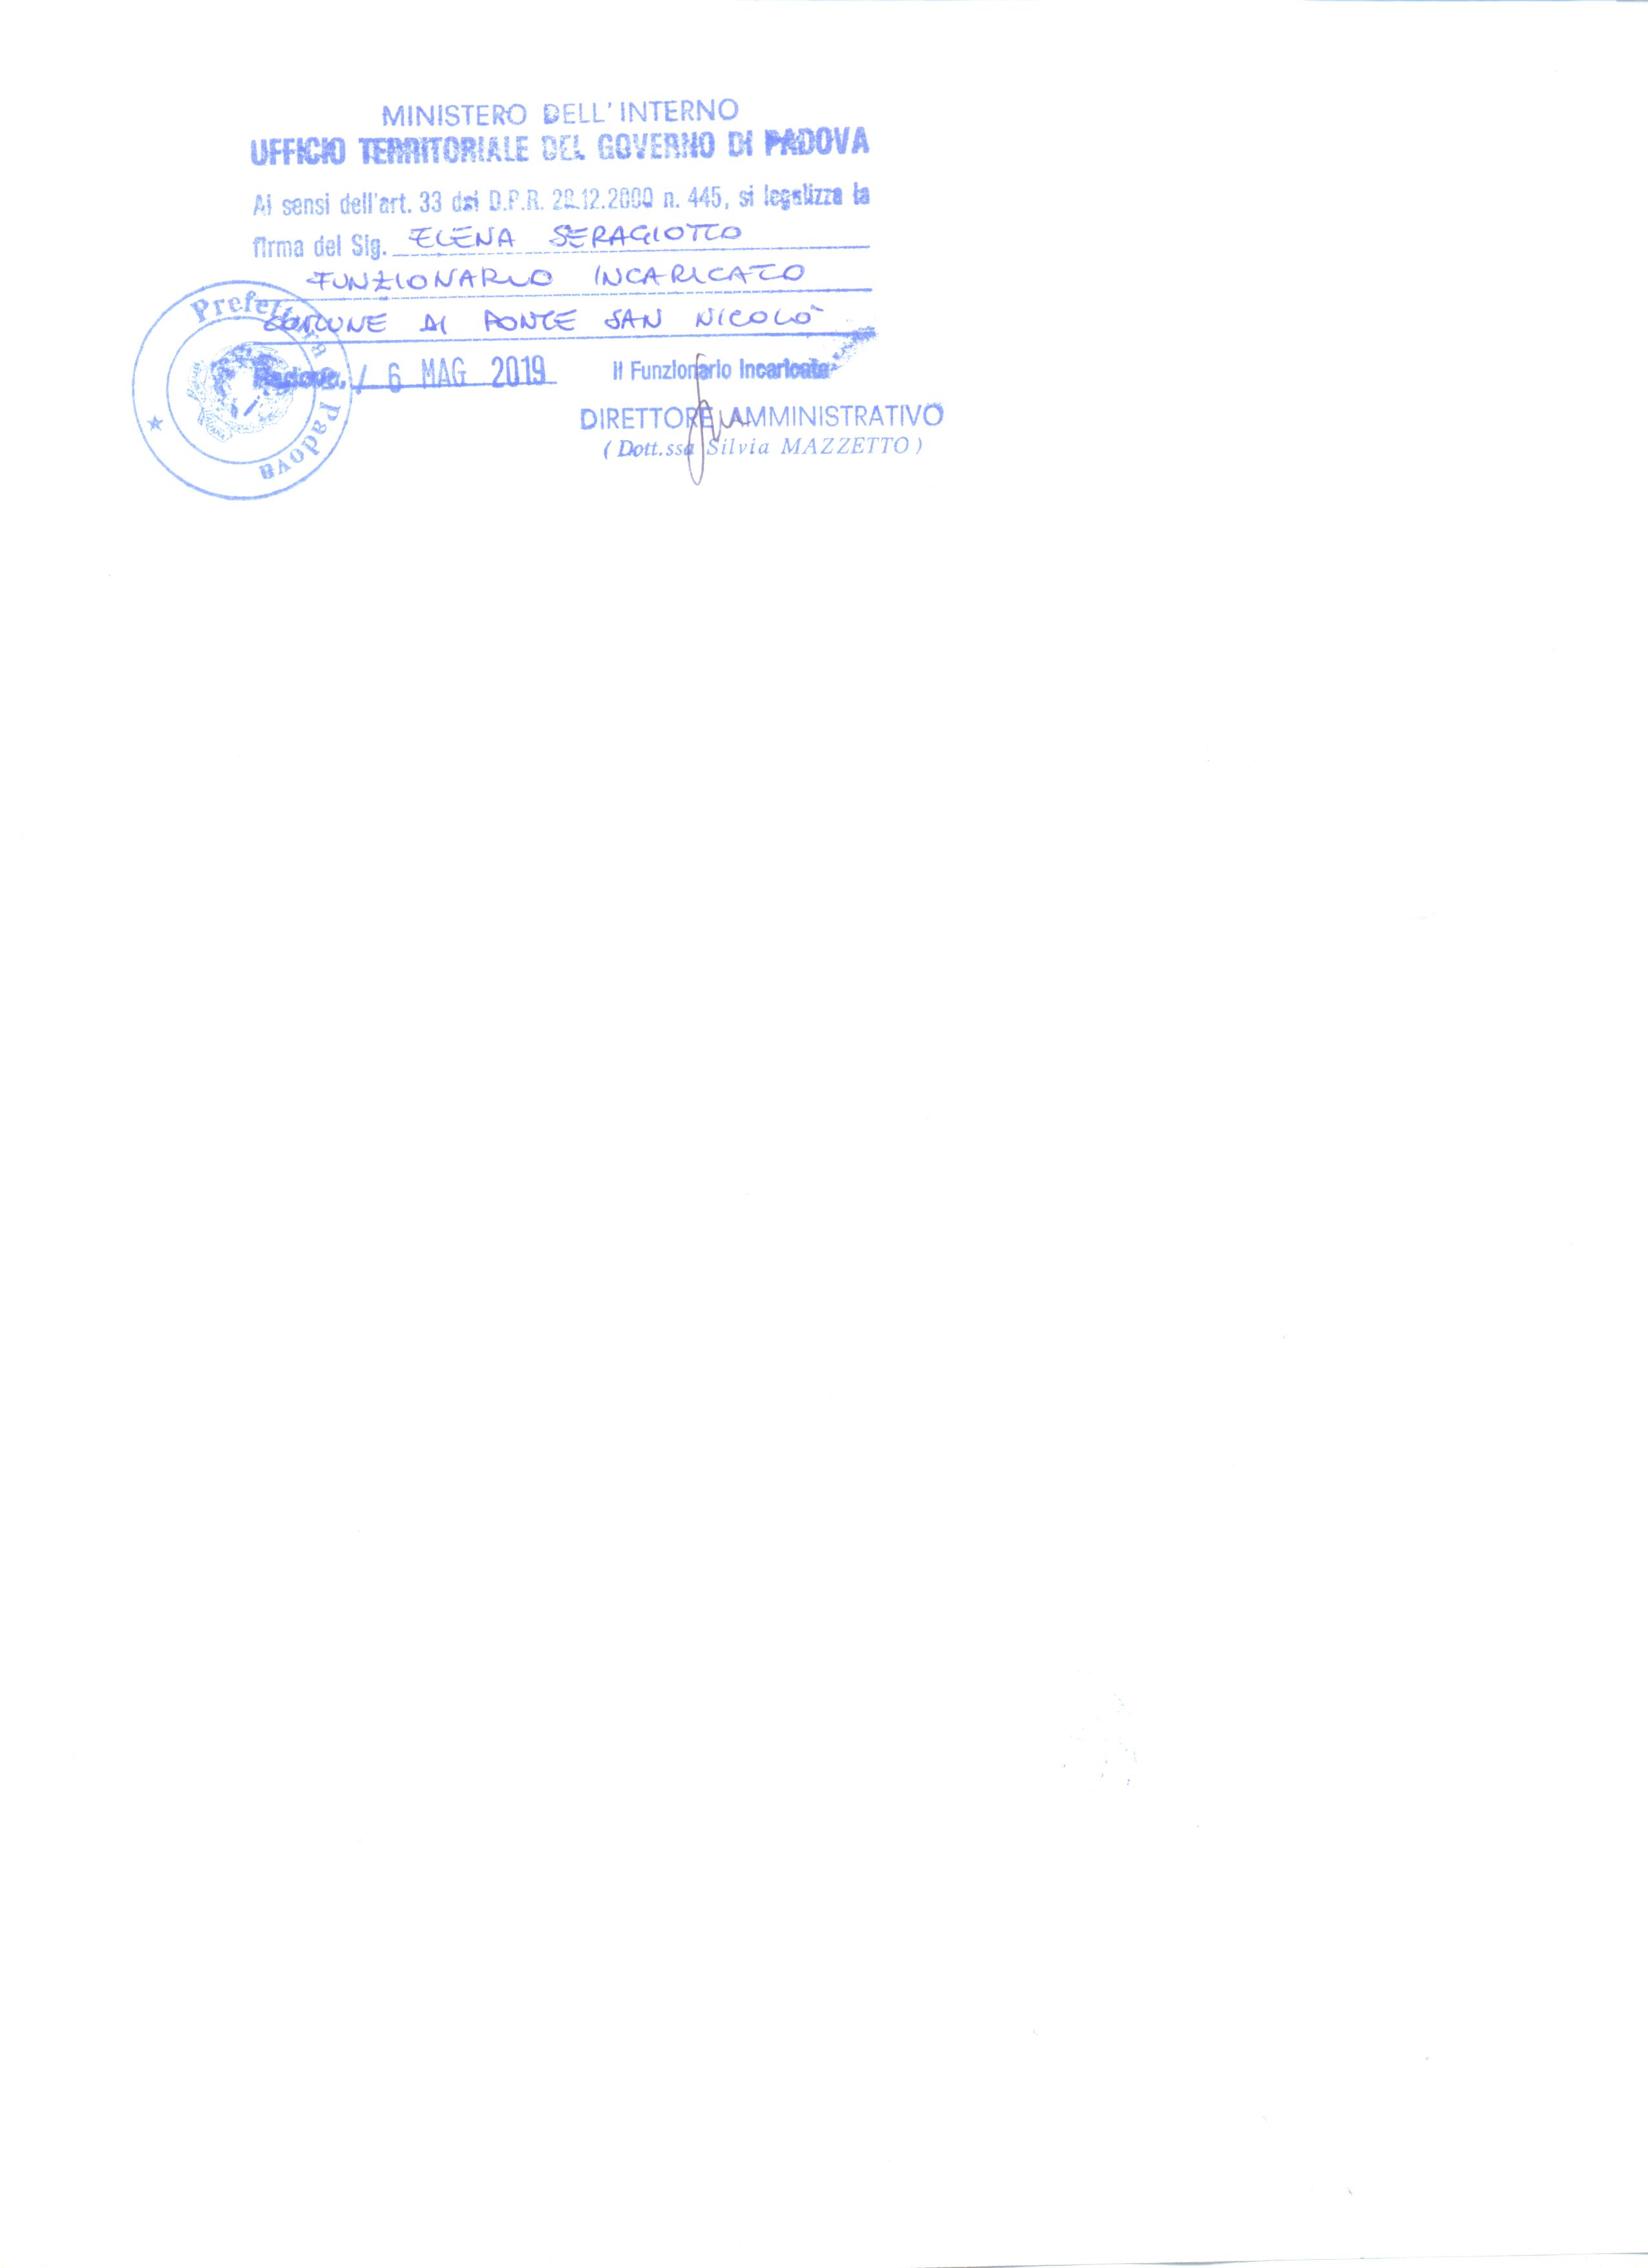 MINISTERO DELL'INTERNO
UFFICIO TERRITORIALE DEL GOVERNO DI PADOVA
Ai sensi dell'art. 33 del D.P.R. 28.12.2000 n. 445, si legalizza la
firma del Sig. ELENA SERAGIOTTO
FUNZIONARIO INCARICATO
COMUNE DI PONTE SAN NICOLÒ
Padova, 6 MAG 2019
Il Funzionario Incaricato
DIRETTORE AMMINISTRATIVO
(Dott.ssa Silvia MAZZETTO)
Prefettura Padova